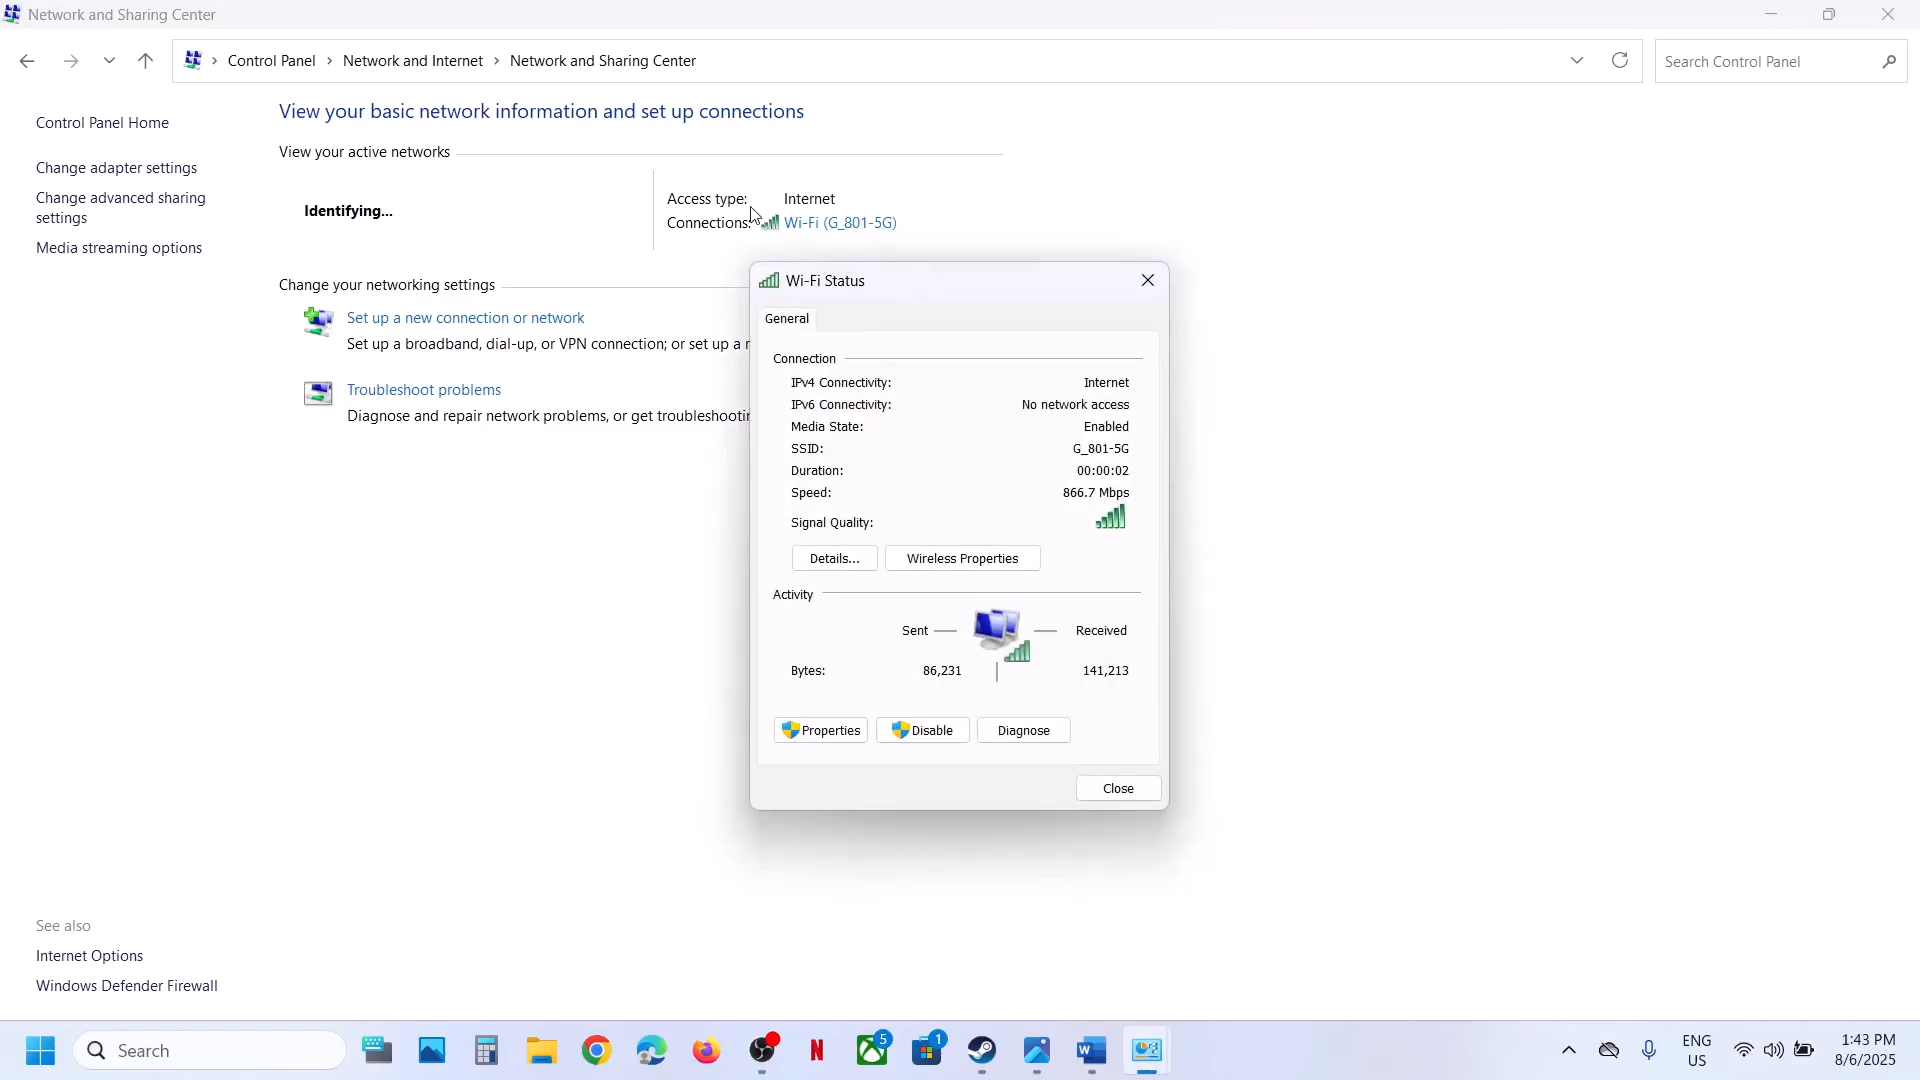 Network and Sharing Center
Control Panel > Network and Internet > Network and Sharing Center
Search Control Panel
Control Panel Home
Change adapter settings
Change advanced sharing
settings
Media streaming options
View your basic network information and set up connections
View your active networks
Identifying...
Access type: Internet
Connections: Wi-Fi (G_801-5G)
Change your networking settings
Set up a new connection or network
Set up a broadband, dial-up, or VPN connection; or set up a
Troubleshoot problems
Diagnose and repair network problems, or get
Wi-Fi Status
General
Connection
IPv4 Connectivity: Internet
IPv6 Connectivity: No network access
Media State: Enabled
SSID: G_801-5G
Duration: 00:00:02
Speed: 866.7 Mbps
Signal Quality:
Details... Wireless Properties
Activity
Sent Received
Bytes: 86,231 141,213
Properties Disable Diagnose
Close
See also
Internet Options
Windows Defender Firewall
Search
N
5
1
W
ENG
US
1:43 PM
8/6/2025